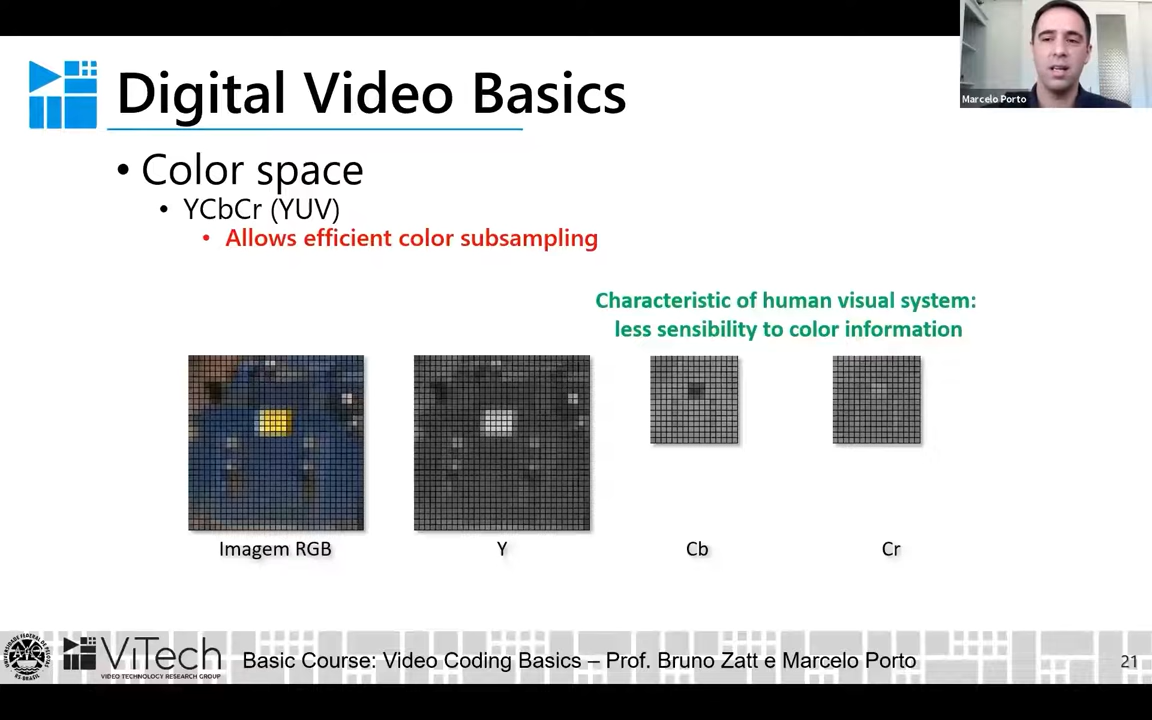 Marcelo Porto
Digital Video Basics
• Color space
• YCbCr (YUV)
• Allows efficient color subsampling
Characteristic of human visual system:
less sensibility to color information
Imagem RGB
Y
Cb
Cr
ViTech
VIDEO TECHNOLOGY RESEARCH GROUP
Basic Course: Video Coding Basics – Prof. Bruno Zatt e Marcelo Porto
21